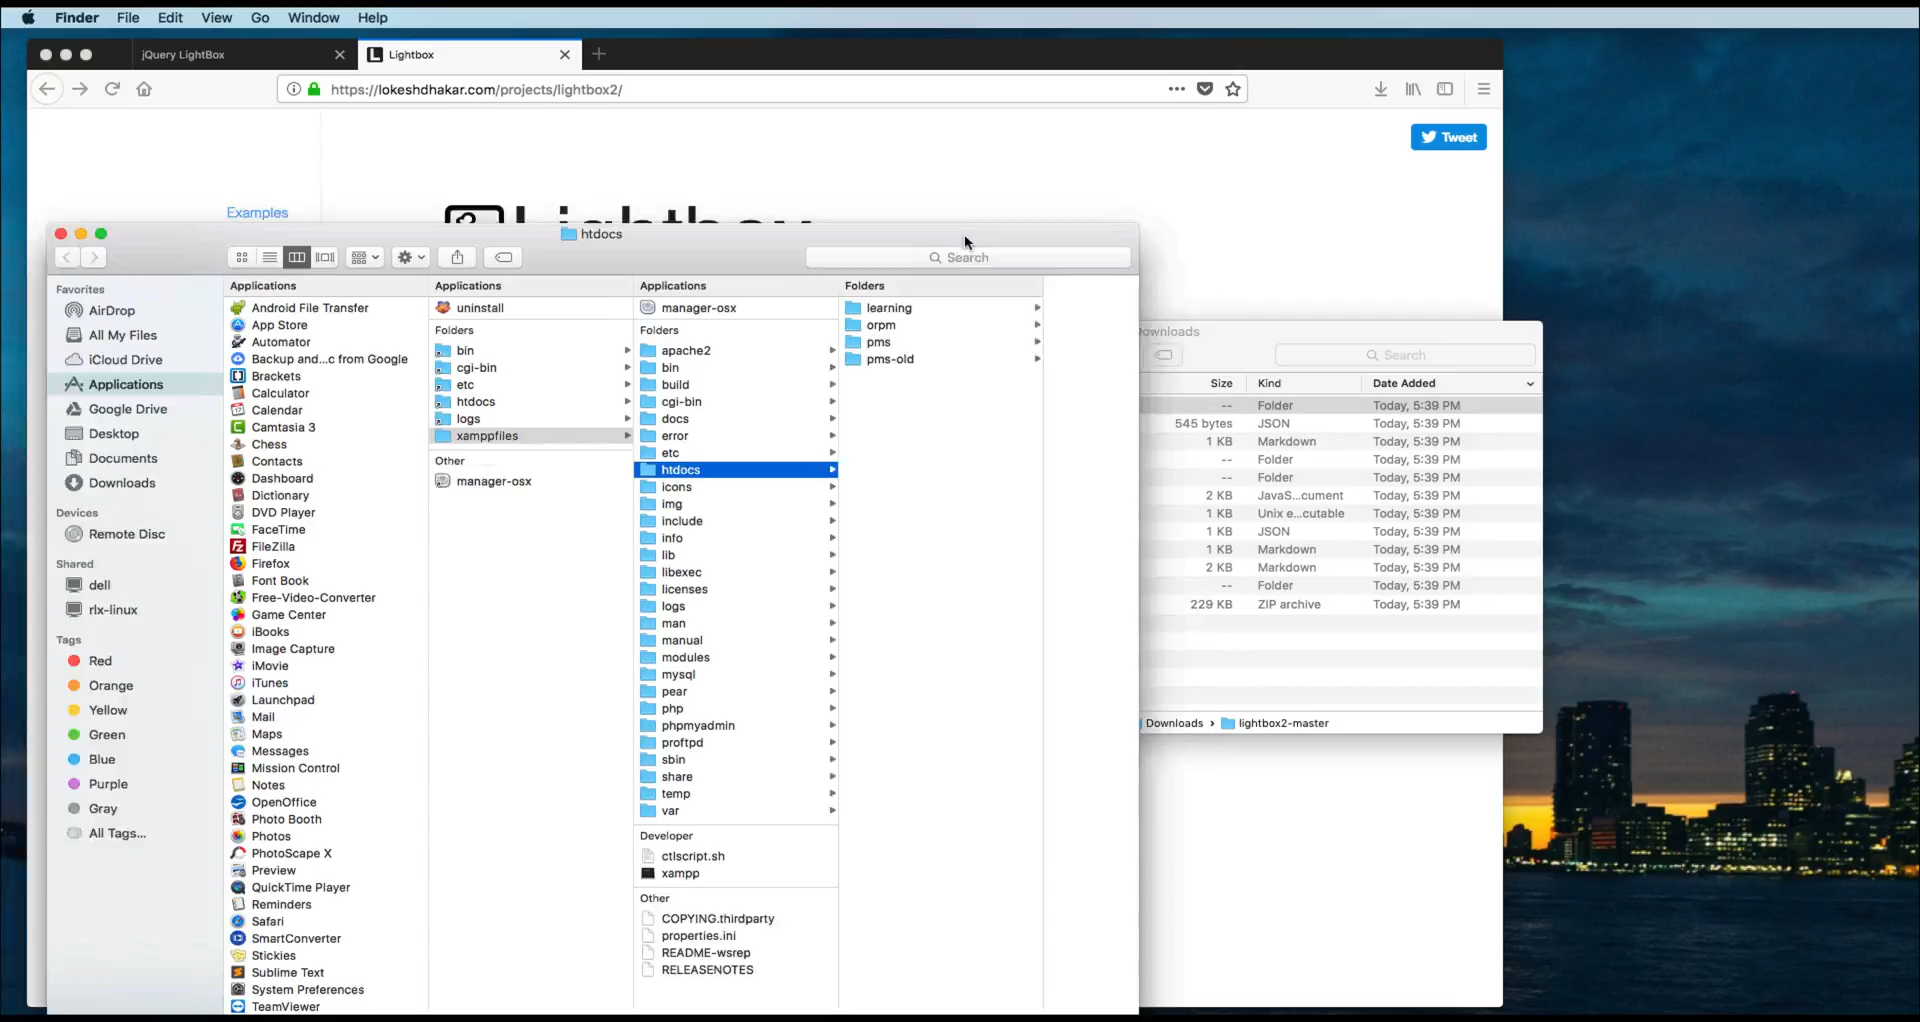 Finder File Edit View Go Window Help
jQuery LightBox Lightbox
https://lokeshdhakar.com/projects/lightbox2/
Tweet
Examples
Lightbox
htdocs
Search
Favorites
AirDrop
All My Files
iCloud Drive
Applications
Google Drive
Desktop
Documents
Downloads
Devices
Remote Disc
Shared
dell
rlx-linux
Tags
Red
Orange
Yellow
Green
Blue
Purple
Gray
All Tags...
Applications
Android File Transfer
App Store
Automator
Backup and...c from Google
Brackets
Calculator
Calendar
Camtasia 3
Chess
Contacts
Dashboard
Dictionary
DVD Player
FaceTime
FileZilla
Firefox
Font Book
Free-Video-Converter
Game Center
iBooks
Image Capture
iMovie
iTunes
Launchpad
Mail
Maps
Messages
Mission Control
Notes
OpenOffice
Photo Booth
Photos
PhotoScape X
Preview
QuickTime Player
Reminders
Safari
SmartConverter
Stickies
Sublime Text
System Preferences
TeamViewer
Applications
uninstall
Folders
bin
cgi-bin
etc
htdocs
logs
xamppfiles
Other
manager-osx
Applications
manager-osx
Folders
apache2
bin
build
cgi-bin
docs
error
etc
htdocs
icons
img
include
info
lib
libexec
licenses
logs
man
manual
modules
mysql
pear
php
phpmyadmin
proftpd
sbin
share
temp
var
Developer
ctlscript.sh
xampp
Other
COPYING.thirdparty
properties.ini
README-wsrep
RELEASENOTES
Folders
learning
orpm
pms
pms-old
ownloads
Search
Size Kind Date Added
-- Folder Today, 5:39 PM
545 bytes JSON Today, 5:39 PM
1 KB Markdown Today, 5:39 PM
-- Folder Today, 5:39 PM
-- Folder Today, 5:39 PM
2 KB JavaS...cument Today, 5:39 PM
1 KB Unix e...cutable Today, 5:39 PM
1 KB JSON Today, 5:39 PM
1 KB Markdown Today, 5:39 PM
2 KB Markdown Today, 5:39 PM
-- Folder Today, 5:39 PM
229 KB ZIP archive Today, 5:39 PM
Downloads › lightbox2-master